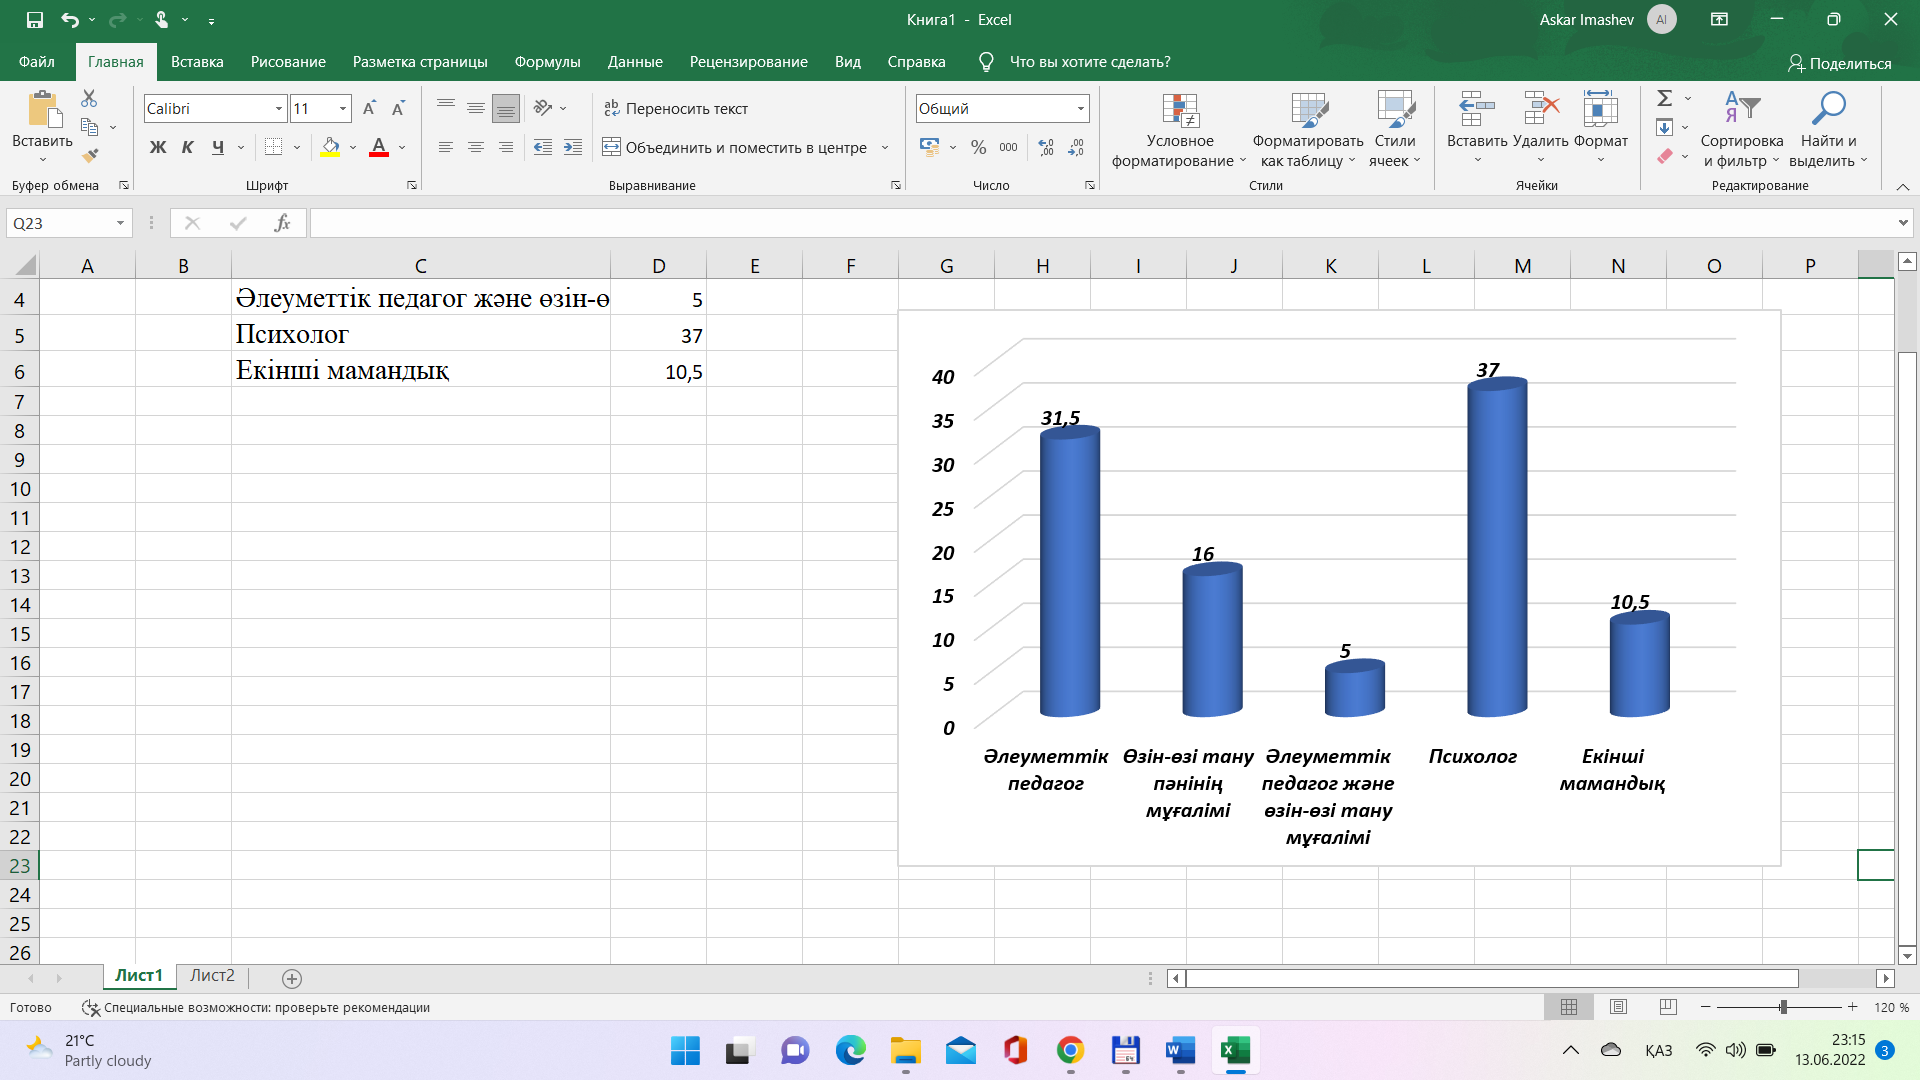 Книга1 - Excel
Askar Imashev
AI
Файл Главная Вставка Рисование Разметка страницы Формулы Данные Рецензирование Вид Справка Что вы хотите сделать? Поделиться
Calibri 11
Переносить текст
Общий
Вставить
Ж К Ч
Объединить и поместить в центре
% 000
Условное форматирование
Форматировать как таблицу
Стили ячеек
Вставить Удалить Формат
Сортировка и фильтр
Найти и выделить
Буфер обмена Шрифт Выравнивание Число Стили Ячейки Редактирование
Q23
fx
A B C D E F G H I J K L M N O P
4 Әлеуметтік педагог және өзін-ө 5
5 Психолог 37
6 Екінші мамандық 10,5
7
8
9
10
11
12
13
14
15
16
17
18
19
20
21
22
23
24
25
26
40
35
30
25
20
15
10
5
0
31,5
16
5
37
10,5
Әлеуметтік
педагог
Өзін-өзі тану
пәнінің
мұғалімі
Әлеуметтік
педагог және
өзін-өзі тану
мұғалімі
Психолог
Екінші
мамандық
Лист1 Лист2
Готово Специальные возможности: проверьте рекомендации
120 %
21°C
Partly cloudy
ҚАЗ
23:15
13.06.2022
3